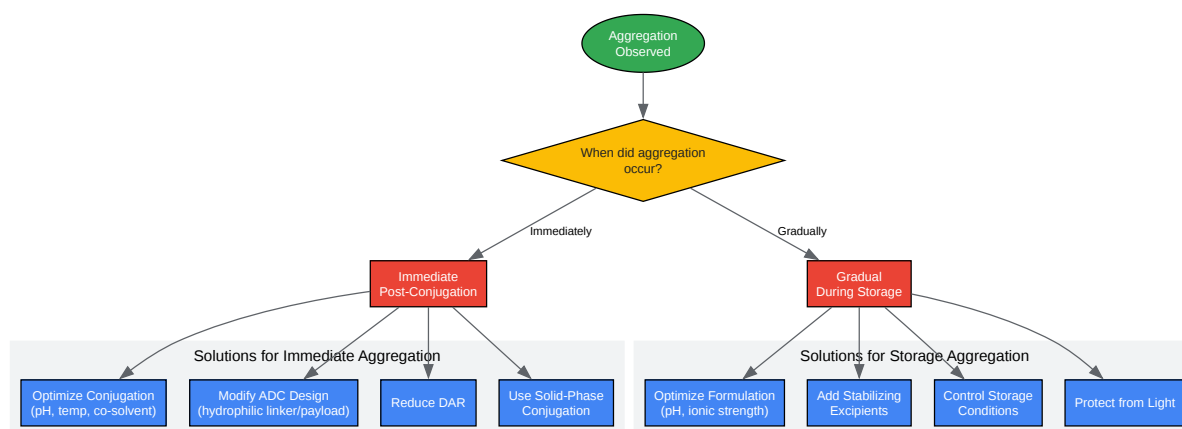 Aggregation
Observed
When did aggregation
occur?
Immediately
Gradually
Immediate
Post-Conjugation
Gradual
During Storage
Solutions for Immediate Aggregation
Solutions for Storage Aggregation
Optimize Conjugation
(pH, temp, co-solvent)
Modify ADC Design
(hydrophilic linker/payload)
Reduce DAR
Use Solid-Phase
Conjugation
Optimize Formulation
(pH, ionic strength)
Add Stabilizing
Excipients
Control Storage
Conditions
Protect from Light